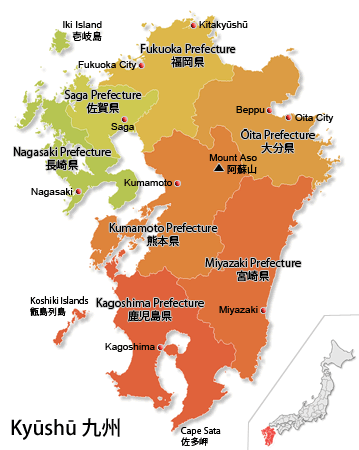 Iki Island
壱岐島
Kitakyūshū
Fukuoka Prefecture
福岡県
Fukuoka City
Saga Prefecture
佐賀県
Saga
Beppu
Oita City
Ōita Prefecture
大分県
Nagasaki Prefecture
長崎県
Mount Aso
阿蘇山
Nagasaki
Kumamoto
Kumamoto Prefecture
熊本県
Miyazaki Prefecture
宮崎県
Koshiki Islands
甑島列島
Kagoshima Prefecture
鹿児島県
Miyazaki
Kagoshima
Cape Sata
佐多岬
Kyūshū 九州